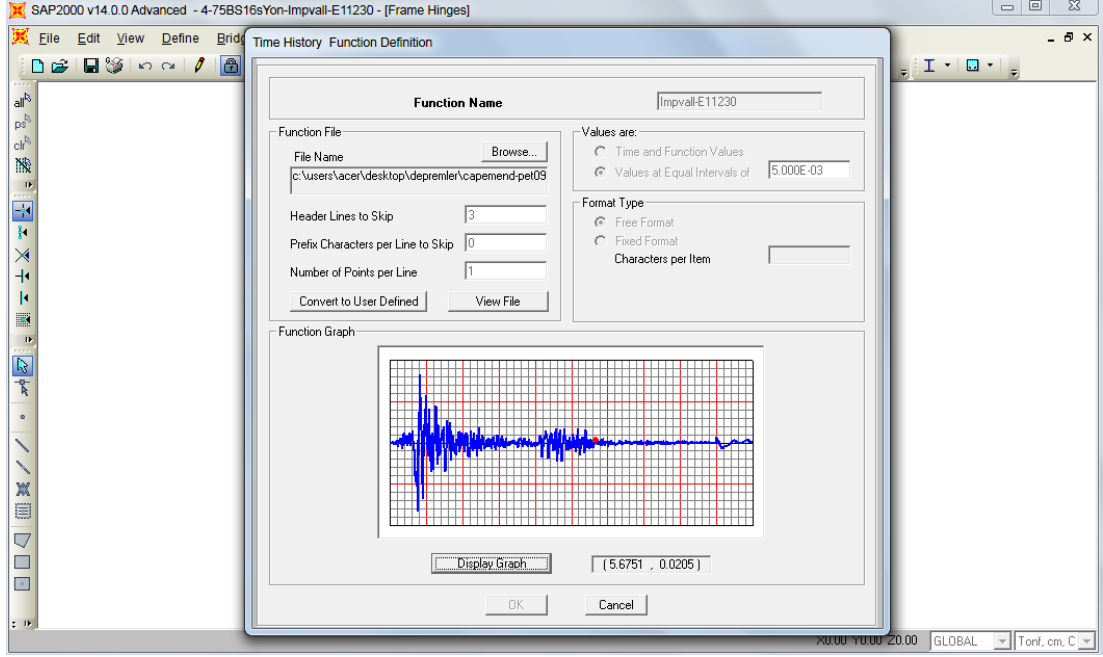 SAP2000 v14.0.0 Advanced - 4-75BS16sYon-Impvall-E11230 - [Frame Hinges]
File Edit View Define Bridg
Time History Function Definition
all
ps
clr
Function Name
Impvall-E11230
Function File
File Name
Browse...
c:\users\acer\desktop\depremler\capemend-pet09
Header Lines to Skip
3
Prefix Characters per Line to Skip
0
Number of Points per Line
1
Convert to User Defined
View File
Values are:
Time and Function Values
Values at Equal Intervals of
5.000E-03
Format Type
Free Format
Fixed Format
Characters per Item
Function Graph
Display Graph
( 5.6751 , 0.0205 )
OK
Cancel
X0.00 Y0.00 Z0.00
GLOBAL
Tonf, cm, C